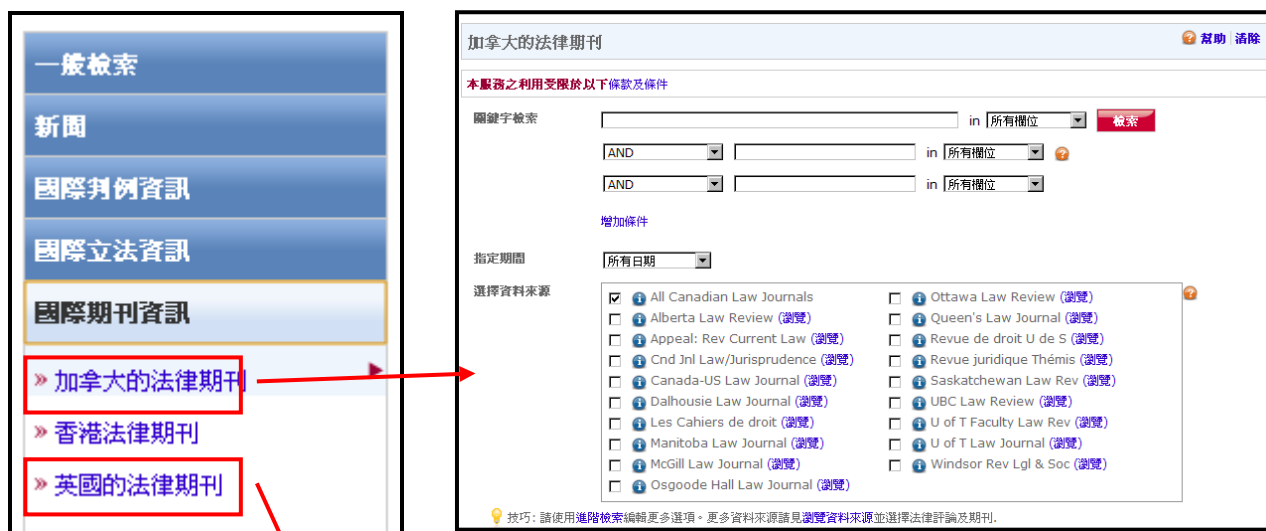 一般檢索
新聞
國際判例資訊
國際立法資訊
國際期刊資訊
» 加拿大的法律期刊
» 香港法律期刊
» 英國的法律期刊
加拿大的法律期刊
幫助 清除
本服務之利用受限於以下條款及條件
關鍵字檢索 in 所有欄位 檢索
AND in 所有欄位
AND in 所有欄位
增加條件
指定期間 所有日期
選擇資料來源
All Canadian Law Journals
Alberta Law Review (瀏覽)
Appeal: Rev Current Law (瀏覽)
Cnd Jnl Law/Jurisprudence (瀏覽)
Canada-US Law Journal (瀏覽)
Dalhousie Law Journal (瀏覽)
Les Cahiers de droit (瀏覽)
Manitoba Law Journal (瀏覽)
McGill Law Journal (瀏覽)
Osgoode Hall Law Journal (瀏覽)
Ottawa Law Review (瀏覽)
Queen's Law Journal (瀏覽)
Revue de droit U de S (瀏覽)
Revue juridique Thémis (瀏覽)
Saskatchewan Law Rev (瀏覽)
UBC Law Review (瀏覽)
U of T Faculty Law Rev (瀏覽)
U of T Law Journal (瀏覽)
Windsor Rev Lgl & Soc (瀏覽)
技巧: 請使用進階檢索編輯更多選項。更多資料來源請見瀏覽資料來源並選擇法律評論及期刊.